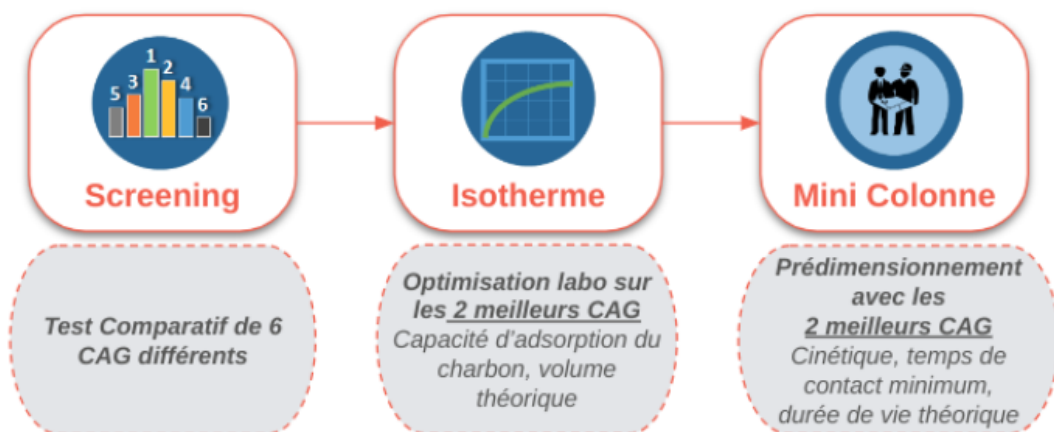 5 3 1 2 4 6
Screening
Test Comparatif de 6
CAG différents
Isotherme
Optimisation labo sur
les 2 meilleurs CAG
Capacité d'adsorption du
charbon, volume
théorique
Mini Colonne
Prédimensionnement
avec les
2 meilleurs CAG
Cinétique, temps de
contact minimum,
durée de vie théorique